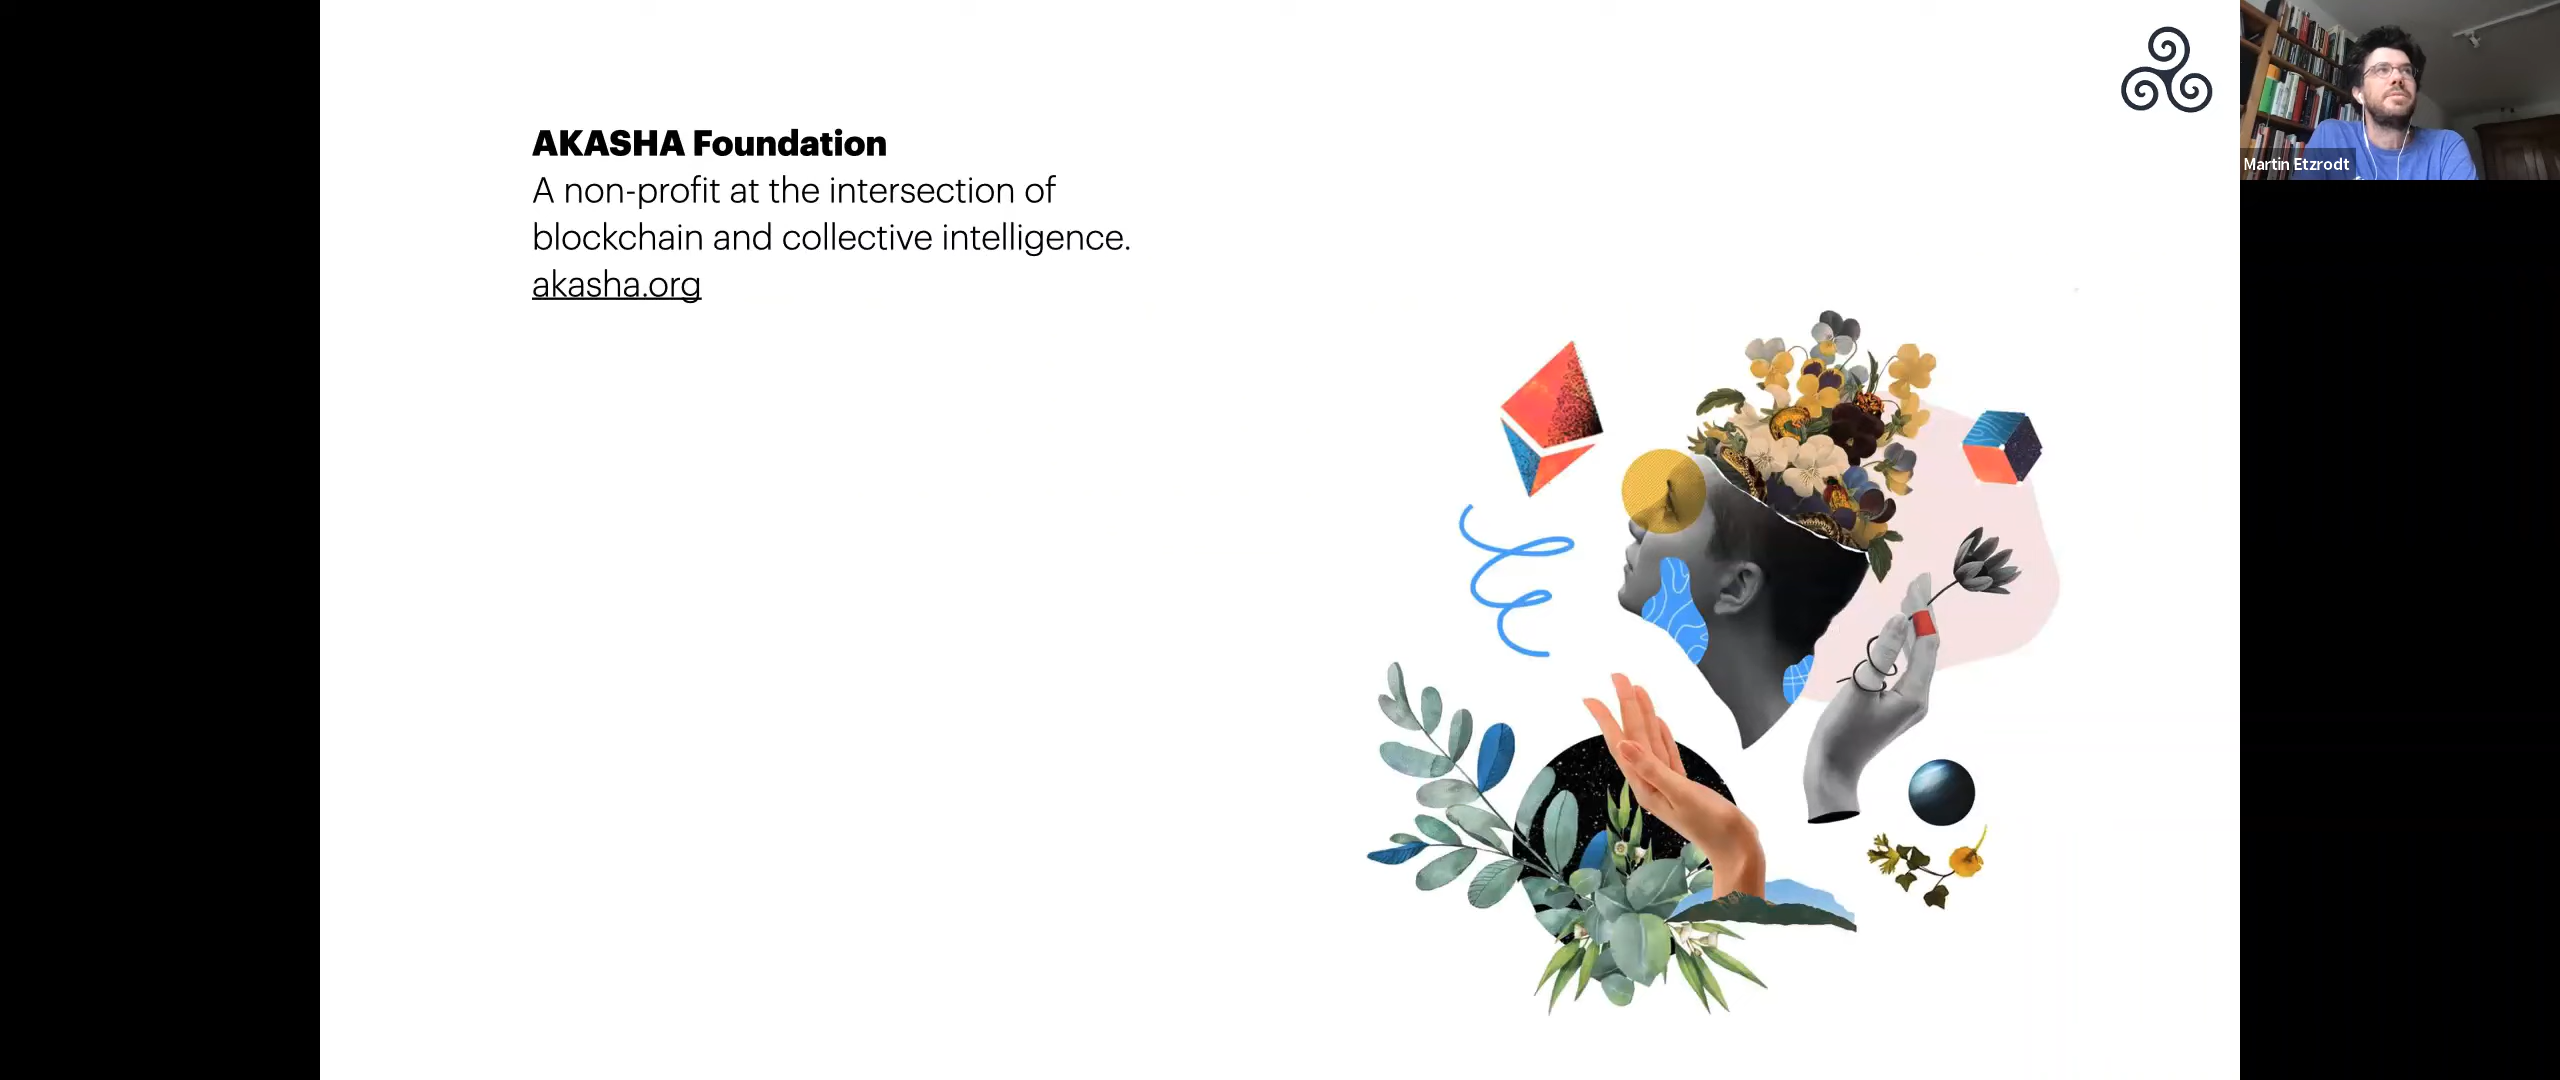 AKASHA Foundation
A non-profit at the intersection of
blockchain and collective intelligence.
akasha.org
Martin Etzrodt